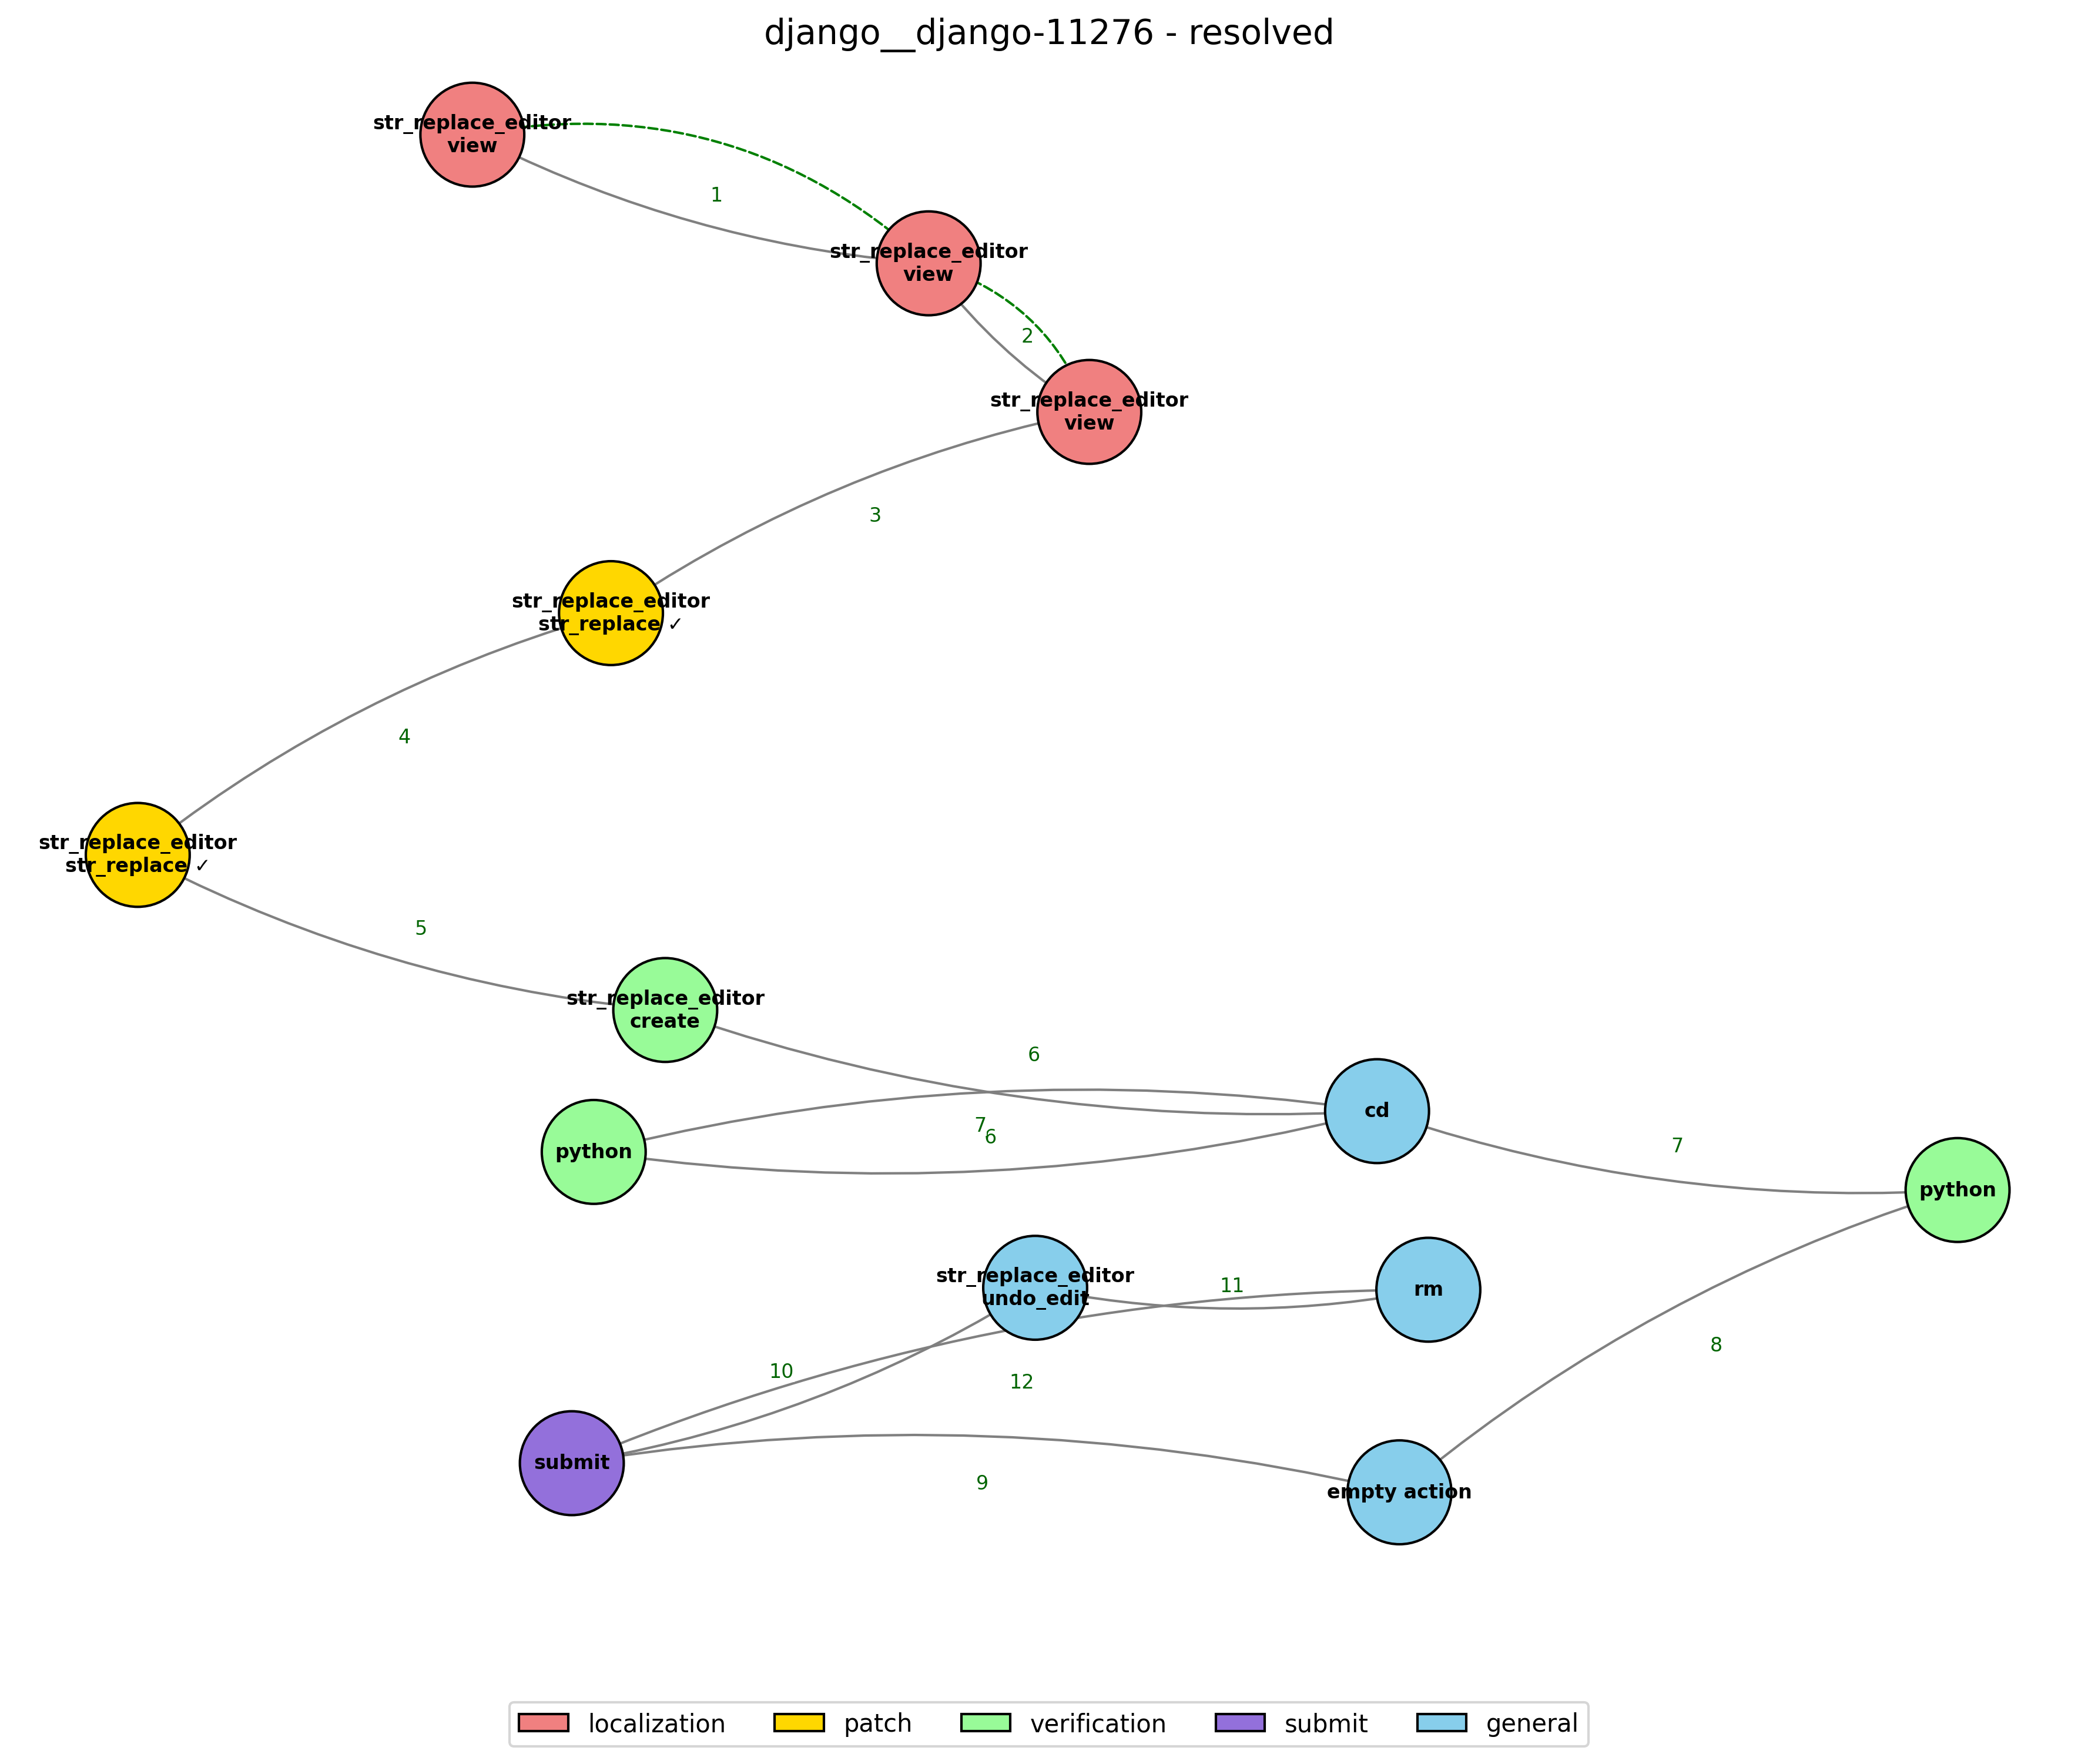 django__django-11276 - resolved
str_replace_editor
view
1
str_replace_editor
view
2
str_replace_editor
view
3
str_replace_editor
str_replace ✓
4
str_replace_editor
str_replace ✓
5
str_replace_editor
create
6
cd
7
6
python
7
python
str_replace_editor
undo_edit
11
rm
8
10
12
submit
9
empty action
localization
patch
verification
submit
general